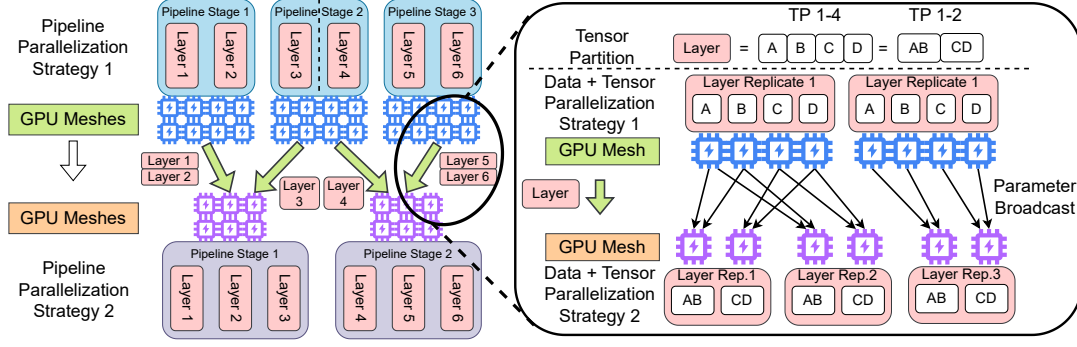 Pipeline
Parallelization
Strategy 1
Pipeline Stage 1
Layer 1
Layer 2
Pipeline Stage 2
Layer 3
Layer 4
Pipeline Stage 3
Layer 5
Layer 6
GPU Meshes
Layer 1
Layer 2
Layer
3
Layer
4
Layer 5
Layer 6
GPU Meshes
Pipeline
Parallelization
Strategy 2
Pipeline Stage 1
Layer 1
Layer 2
Layer 3
Pipeline Stage 2
Layer 4
Layer 5
Layer 6
TP 1-4
TP 1-2
Tensor
Partition
Layer = A B C D = AB CD
Data + Tensor
Parallelization
Strategy 1
Layer Replicate 1
A B C D
Layer Replicate 1
A B C D
GPU Mesh
Layer
Parameter
Broadcast
GPU Mesh
Data + Tensor
Parallelization
Strategy 2
Layer Rep.1
AB CD
Layer Rep.2
AB CD
Layer Rep.3
AB CD